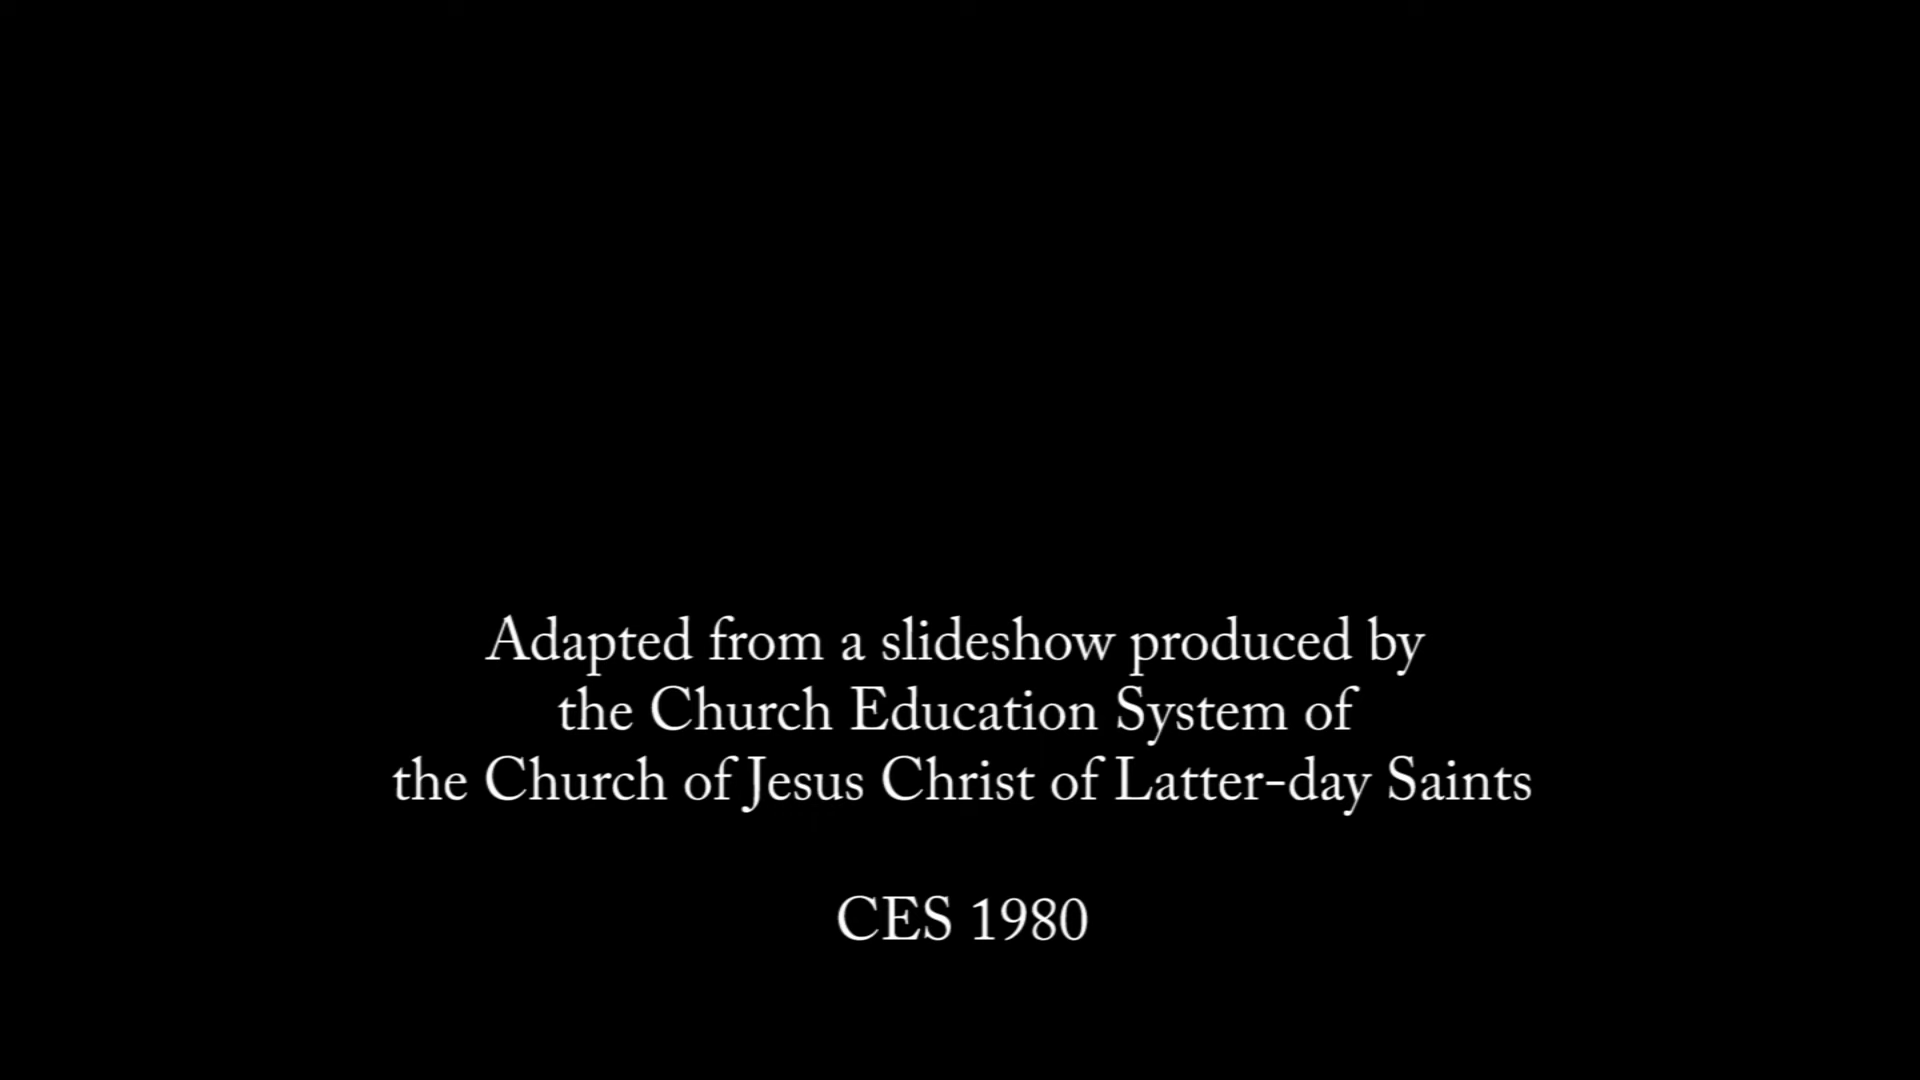 Adapted from a slideshow produced by
the Church Education System of
the Church of Jesus Christ of Latter-day Saints
CES 1980